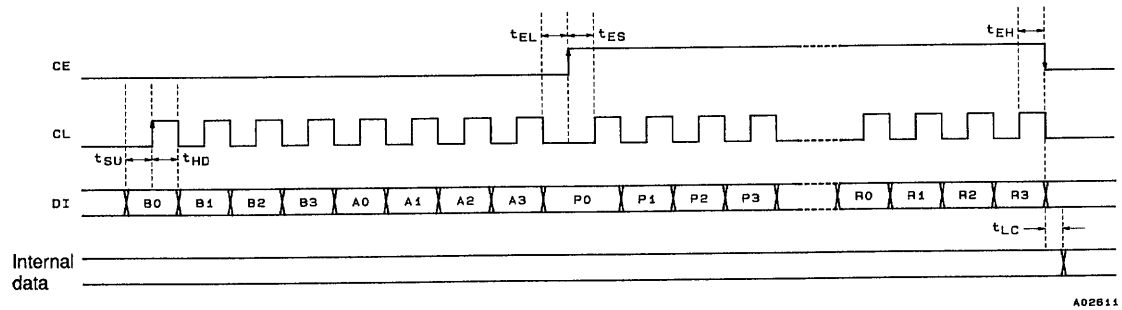 tEL tES tEH
CE
CL
tSU tHD
DI B0 B1 B2 B3 A0 A1 A2 A3 P0 P1 P2 P3 R0 R1 R2 R3
tLC
Internal
data
A02611